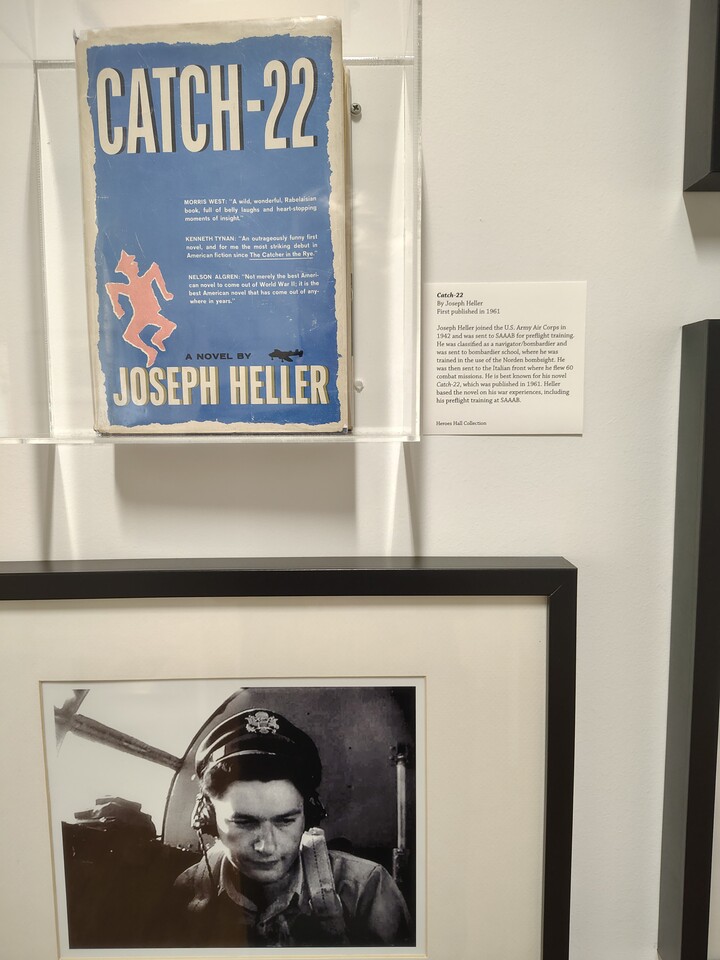 CATCH-22
MORRIS WEST: "A wild, wonderful, Rabelaisian
book, full of belly laughs and heart-stopping
moments of insight."
KENNETH TYNAN: "An outrageously funny first
novel, and for me the most striking debut in
American fiction since The Catcher in the Rye."
NELSON ALGREN: "Not merely the best Ameri-
can novel to come out of World War II; it is the
best American novel that has come out of any-
where in years."
A NOVEL BY
JOSEPH HELLER
Catch-22
By Joseph Heller
First published in 1961
Joseph Heller joined the U.S. Army Air Corps in
1942 and was sent to SAAAB for preflight training.
He was classified as a navigator/bombardier and
was sent to bombardier school, where he was
trained in the use of the Norden bombsight. He
was then sent to the Italian front where he flew 60
combat missions. He is best known for his novel
Catch-22, which was published in 1961. Heller
based the novel on his war experiences, including
his preflight training at SAAAB.
Heroes Hall Collection